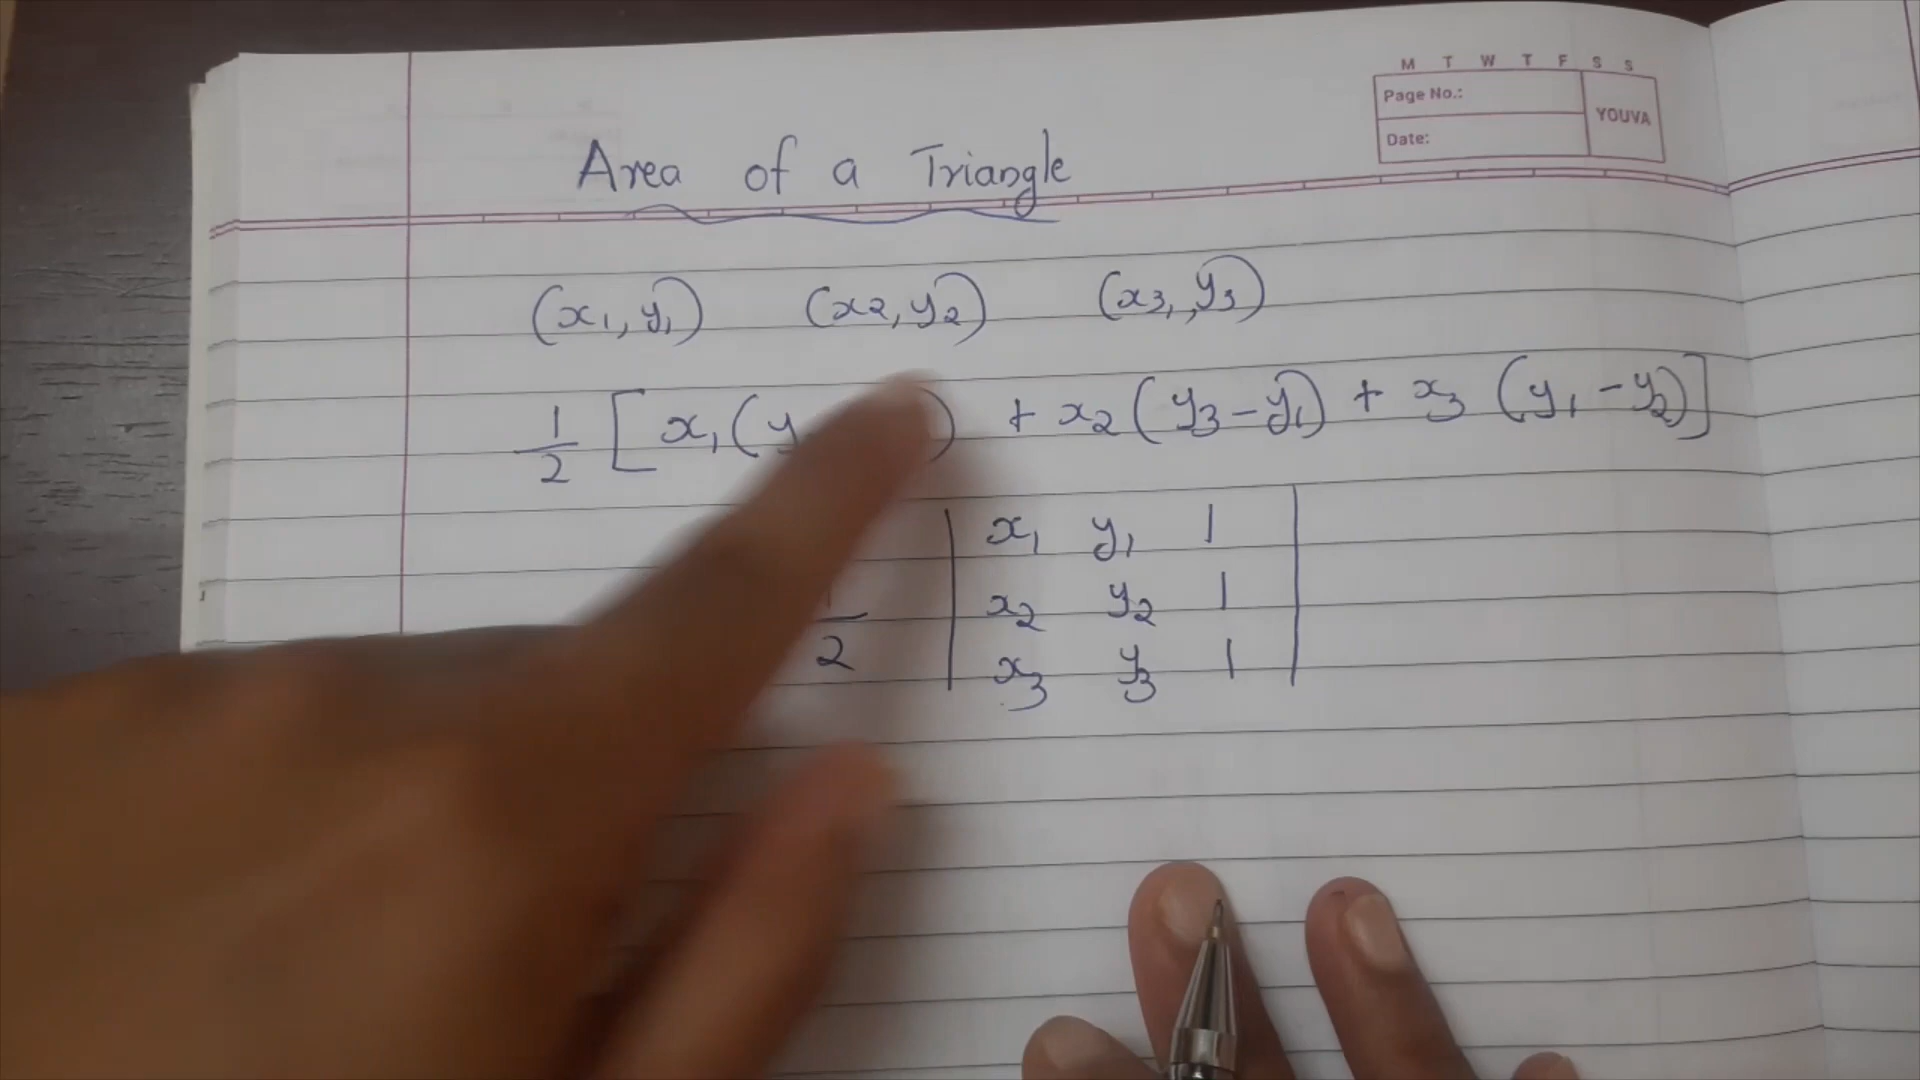 M T W T F S S
Page No.:
YOUVA
Date:
Area of a Triangle
(x₁, y₁) (x₂, y₂) (x₃, y₃)
1/2 [ x₁ (y ) + x₂ (y₃ - y₁) + x₃ (y₁ - y₂) ]
x₁ y₁ 1
2 x₂ y₂ 1
x₃ y₃ 1